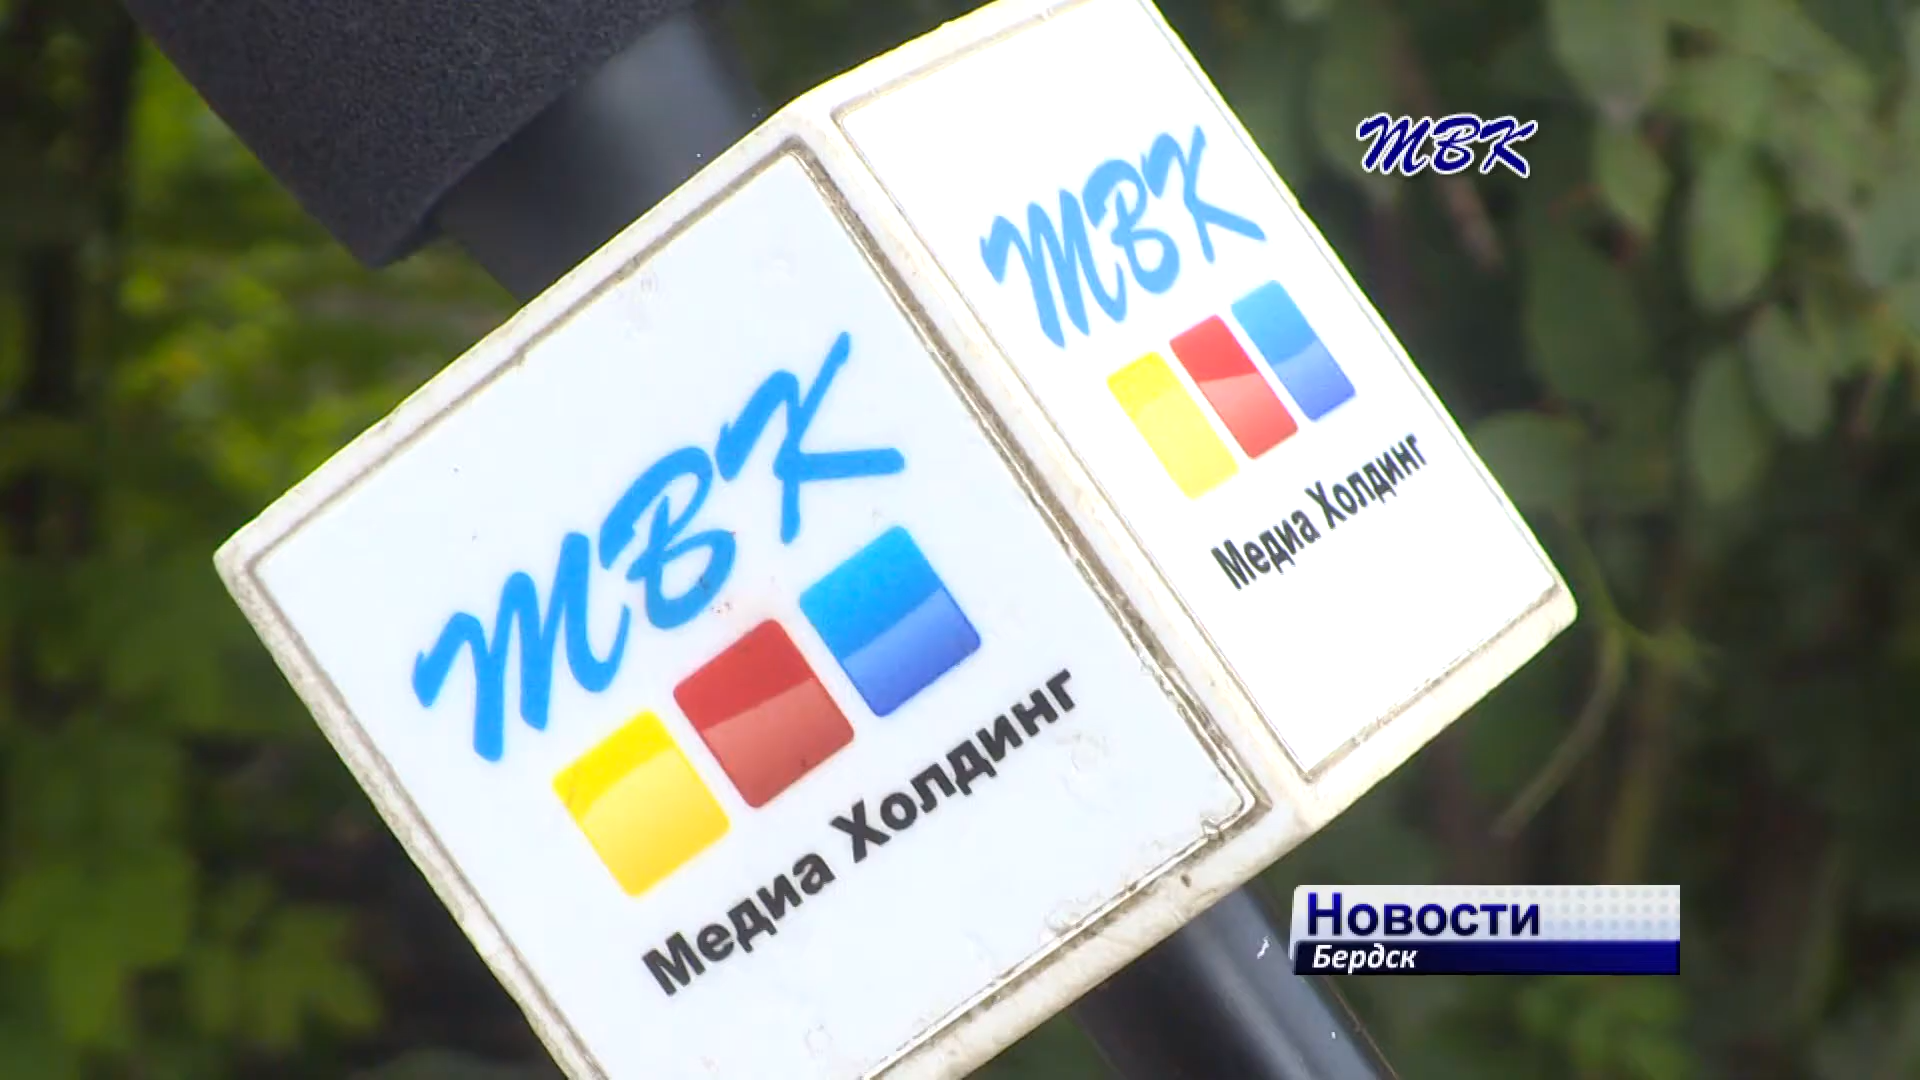 ТВК
ТВК
Медиа Холдинг
ТВК
Медиа Холдинг
Новости
Бердск